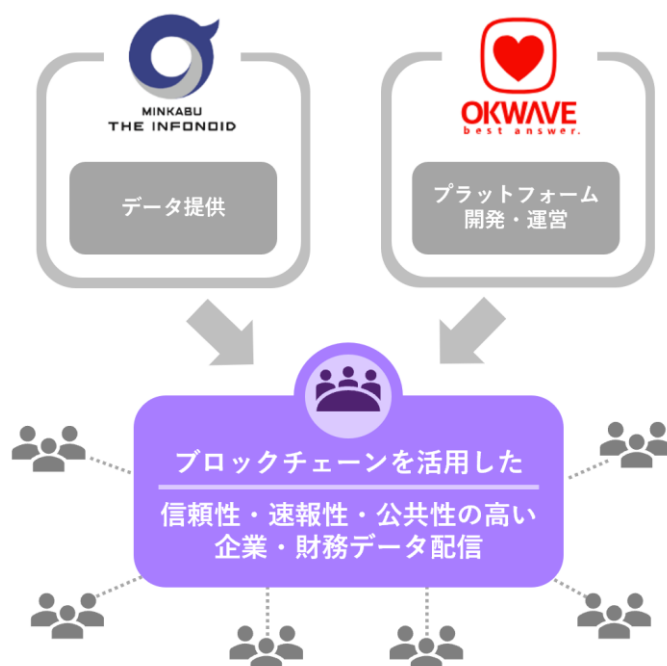 MINKABU
THE INFONOID
データ提供
OKWAVE
best answer.
プラットフォーム
開発・運営
ブロックチェーンを活用した
信頼性・速報性・公共性の高い
企業・財務データ配信